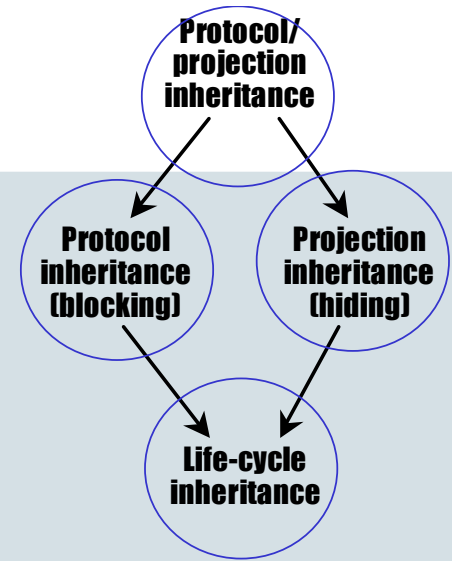 Protocol/
projection
inheritance
Protocol
inheritance
(blocking)
Projection
inheritance
(hiding)
Life-cycle
inheritance